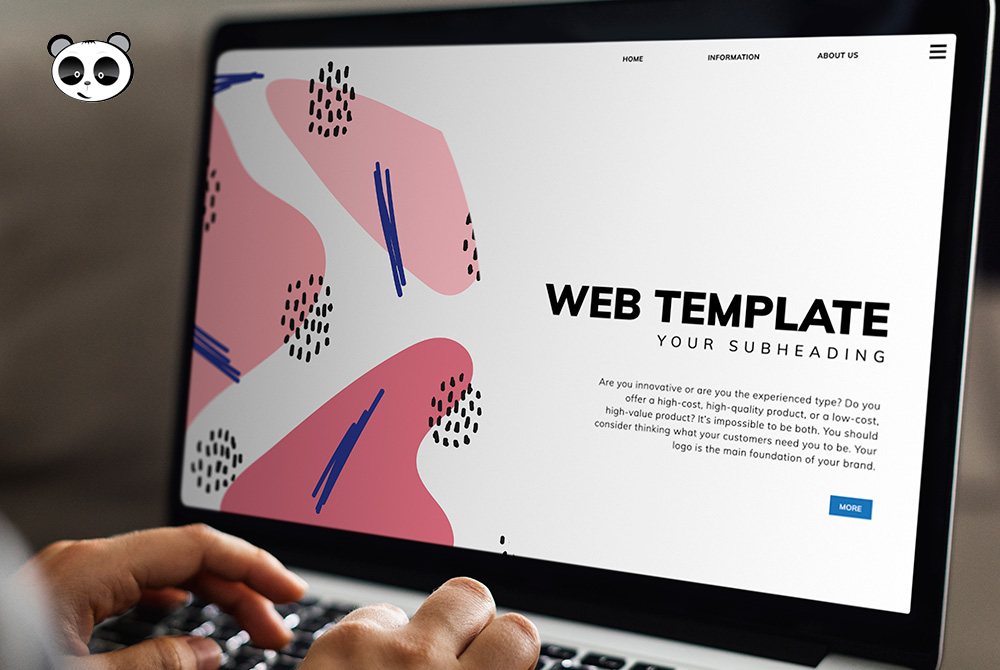 HOME INFORMATION ABOUT US
WEB TEMPLATE
YOUR SUBHEADING
Are you innovative or are you the experienced type? Do you
offer a high-cost, high-quality product, or a low-cost,
high-value product? It's impossible to be both. You should
consider thinking what your customers need you to be. Your
logo is the main foundation of your brand.
MORE